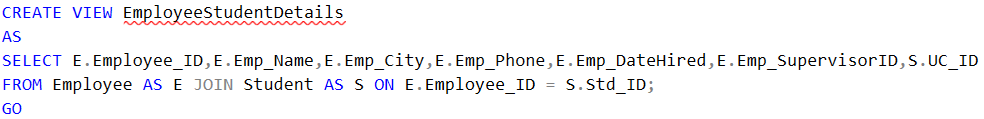 CREATE VIEW EmployeeStudentDetails
AS
SELECT E.Employee_ID,E.Emp_Name,E.Emp_City,E.Emp_Phone,E.Emp_DateHired,E.Emp_SupervisorID,S.UC_ID
FROM Employee AS E JOIN Student AS S ON E.Employee_ID = S.Std_ID;
GO